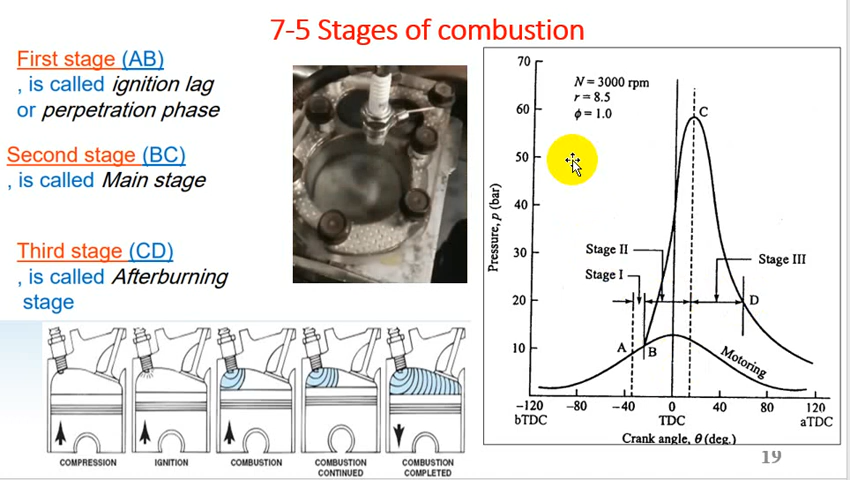 7-5 Stages of combustion
First stage (AB)
, is called ignition lag
or perpetration phase
Second stage (BC)
, is called Main stage
Third stage (CD)
, is called Afterburning
stage
COMPRESSION
IGNITION
COMBUSTION
COMBUSTION
CONTINUED
COMBUSTION
COMPLETED
70
60
50
40
30
20
10
Pressure, p (bar)
N = 3000 rpm
r = 8.5
ϕ = 1.0
C
Stage II
Stage I
Stage III
D
A
B
Motoring
-120
-80
-40
0
40
80
120
bTDC
TDC
aTDC
Crank angle, θ (deg.)
19